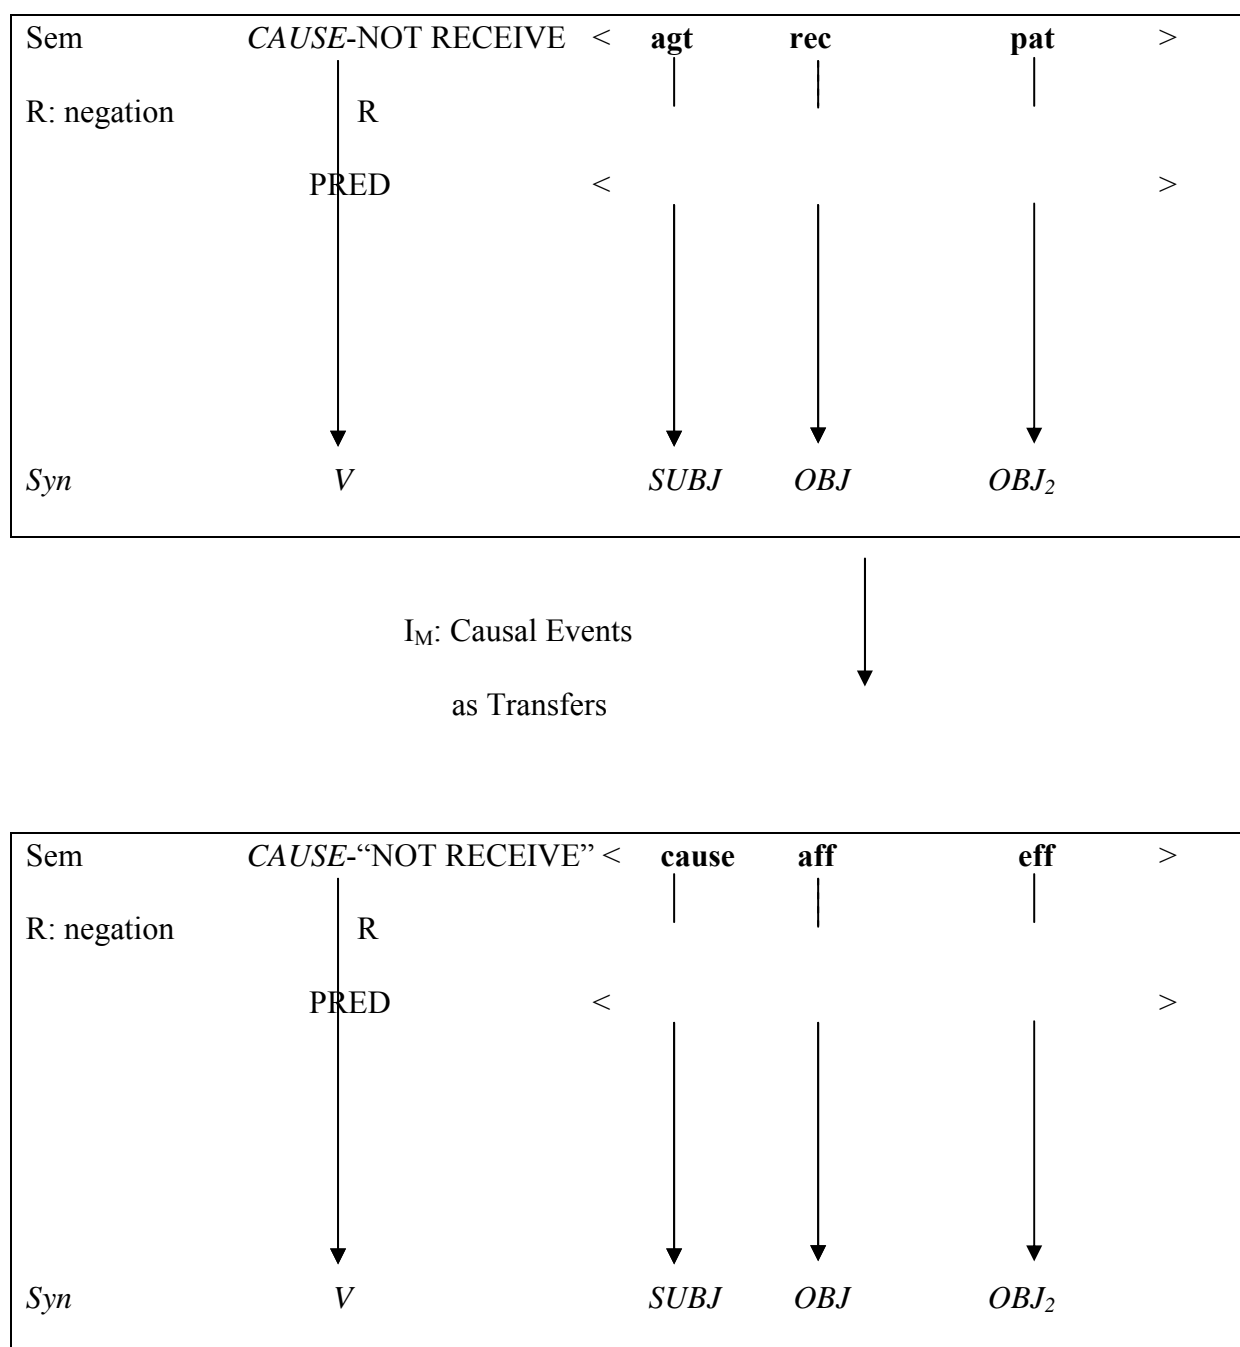 Sem CAUSE-NOT RECEIVE < agt rec pat >
R: negation R
PRED < >
Syn V SUBJ OBJ OBJ₂
I_M: Causal Events
as Transfers
Sem CAUSE-“NOT RECEIVE” < cause aff eff >
R: negation R
PRED < >
Syn V SUBJ OBJ OBJ₂